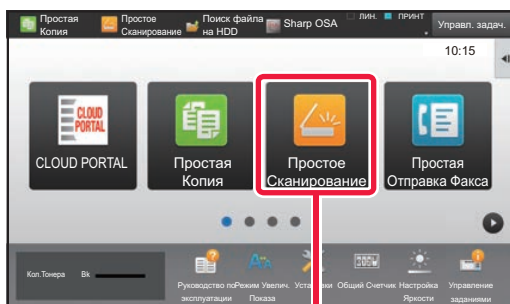 Простая
Копия
Простое
Сканирование
Поиск файла
на HDD
Sharp OSA
ЛИН.
ПРИНТ
Управл. задач.
10:15
CLOUD
PORTAL
CLOUD PORTAL
Простая
Копия
Простое
Сканирование
Простая
Отправка Факса
Кол.Тонера Bk
Руководство по
эксплуатации
Режим Увелич.
Показа
Установки
Общий Счетчик
Настройка
Яркости
Управление
заданиями